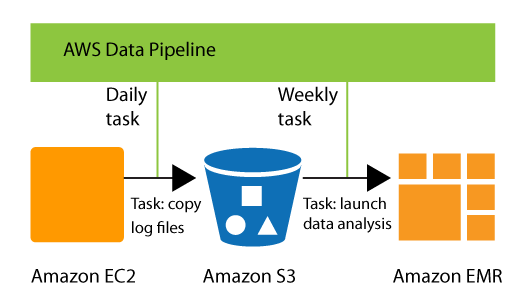 AWS Data Pipeline
Daily
task
Weekly
task
Task: copy
log files
Task: launch
data analysis
Amazon EC2
Amazon S3
Amazon EMR